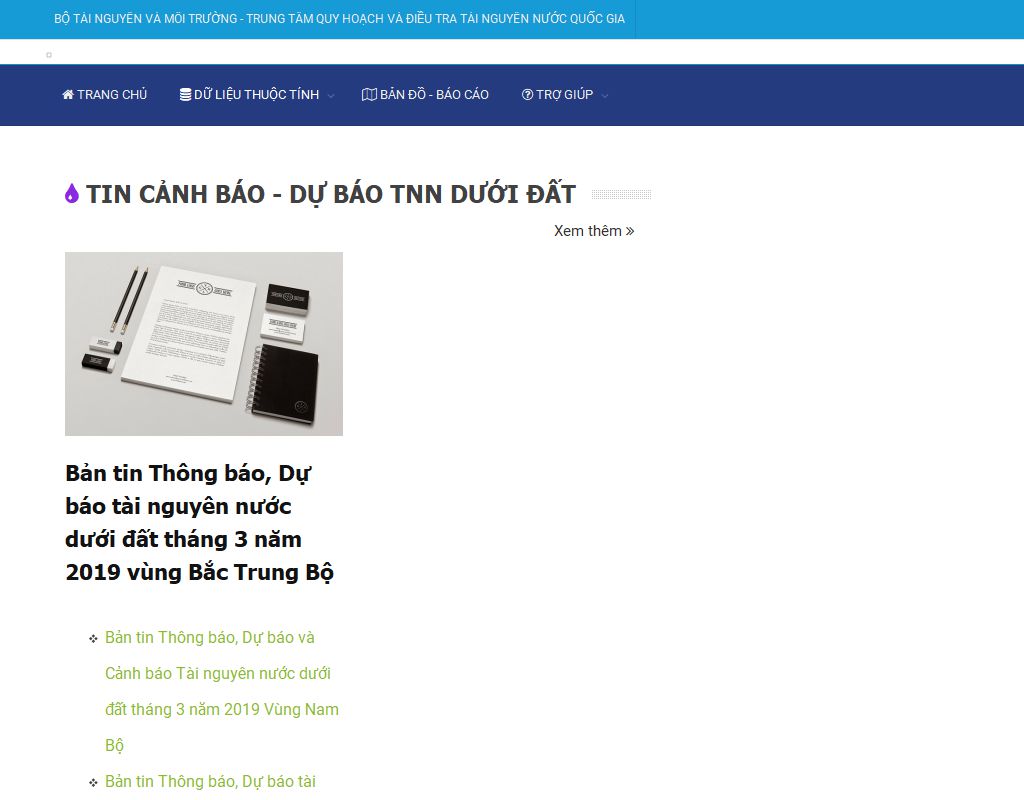 BỘ TÀI NGUYÊN VÀ MÔI TRƯỜNG - TRUNG TÂM QUY HOẠCH VÀ ĐIỀU TRA TÀI NGUYÊN NƯỚC QUỐC GIA
TRANG CHỦ DỮ LIỆU THUỘC TÍNH BẢN ĐỒ - BÁO CÁO TRỢ GIÚP
TIN CẢNH BÁO - DỰ BÁO TNN DƯỚI ĐẤT
Xem thêm »
Bản tin Thông báo, Dự
báo tài nguyên nước
dưới đất tháng 3 năm
2019 vùng Bắc Trung Bộ
Bản tin Thông báo, Dự báo và
Cảnh báo Tài nguyên nước dưới
đất tháng 3 năm 2019 Vùng Nam
Bộ
Bản tin Thông báo, Dự báo tài